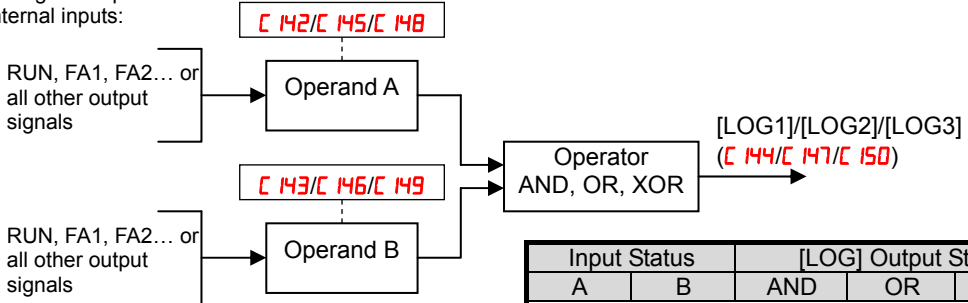 nternal inputs:
C 142/C 145/C 148
RUN, FA1, FA2… or
all other output
signals
Operand A
[LOG1]/[LOG2]/[LOG3]
(C 144/C 147/C 150)
Operator
AND, OR, XOR
C 143/C 146/C 149
RUN, FA1, FA2… or
all other output
signals
Operand B
Input Status [LOG] Output St
A B AND OR